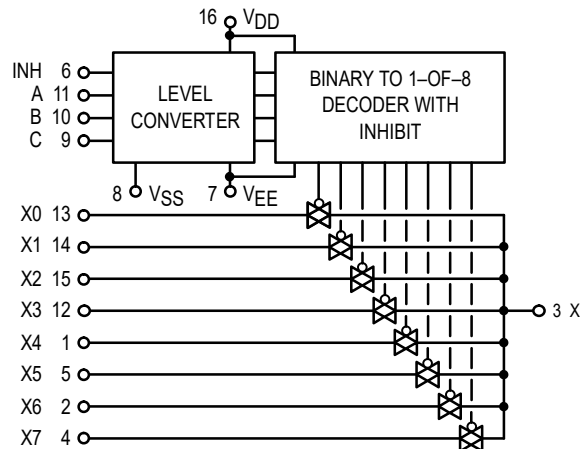 16 VDD
INH 6
A 11
B 10
C 9
LEVEL
CONVERTER
BINARY TO 1–OF–8
DECODER WITH
INHIBIT
8 VSS
7 VEE
X0 13
X1 14
X2 15
X3 12
3 X
X4 1
X5 5
X6 2
X7 4